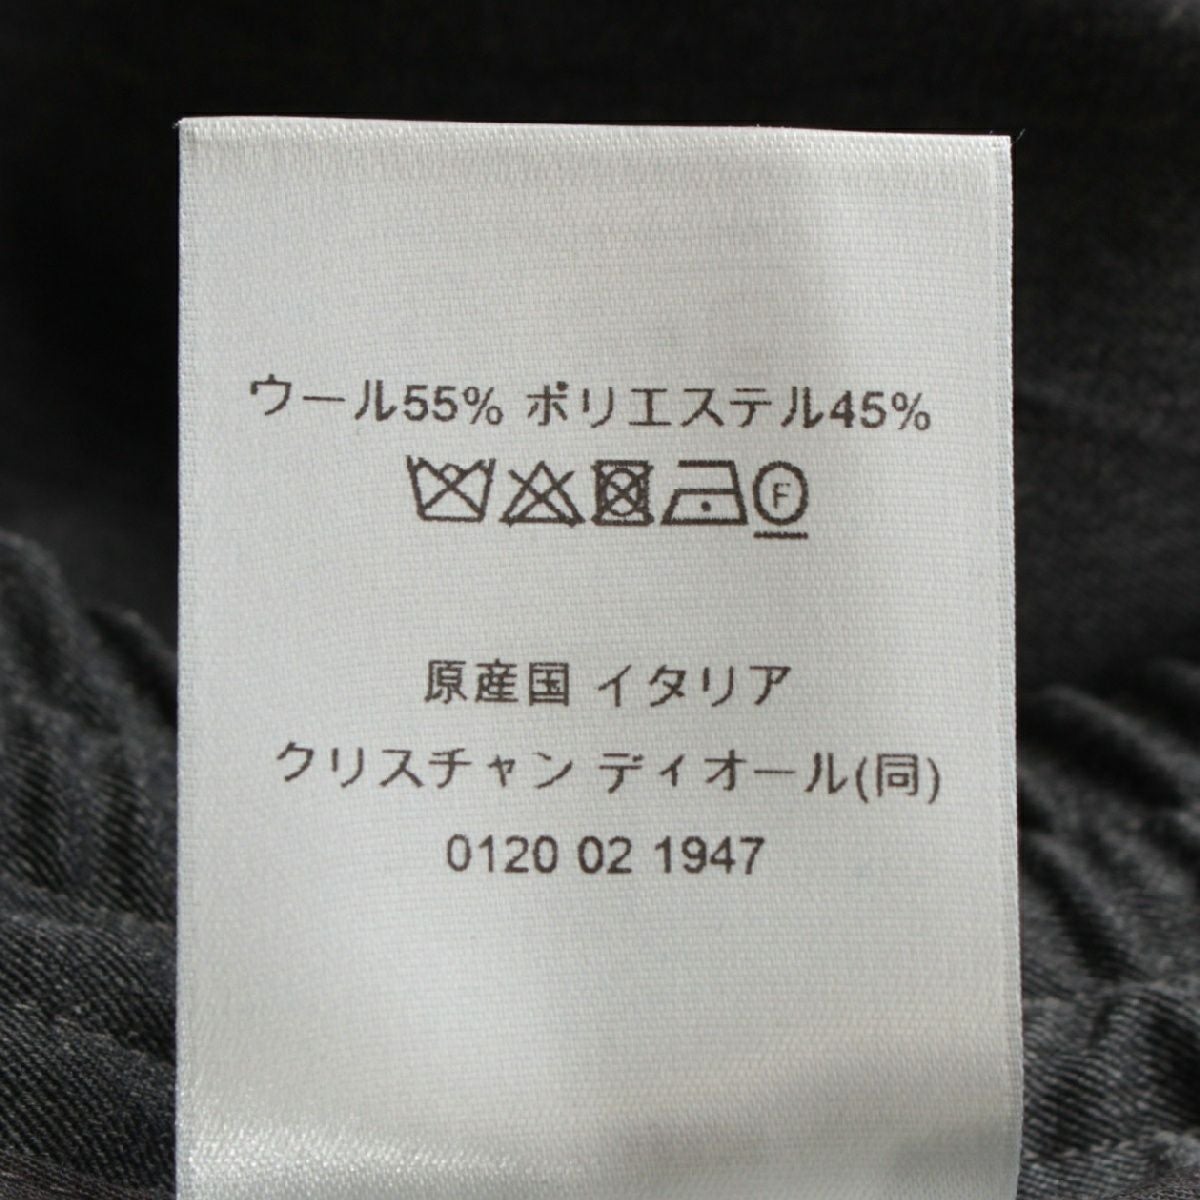 ウール55% ポリエステル45%
F
原産国 イタリア
クリスチャン ディオール(同)
0120 02 1947